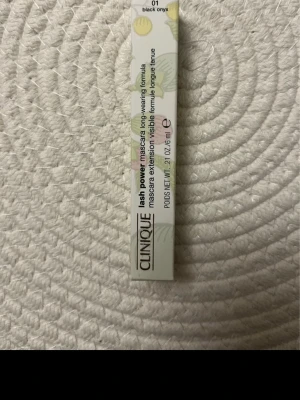 01
black onyx
CLINIQUE
lash power mascara long-wearing formula
mascara extension visible formule longue tenue
POIDS NET WT. .21 OZ./6 ml ℮